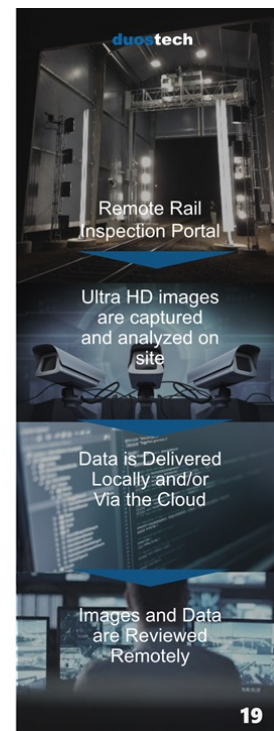 duostech
Remote Rail
Inspection Portal
Ultra HD images
are captured
and analyzed on
site
Data is Delivered
Locally and/or
Via the Cloud
Images and Data
are Reviewed
Remotely
19